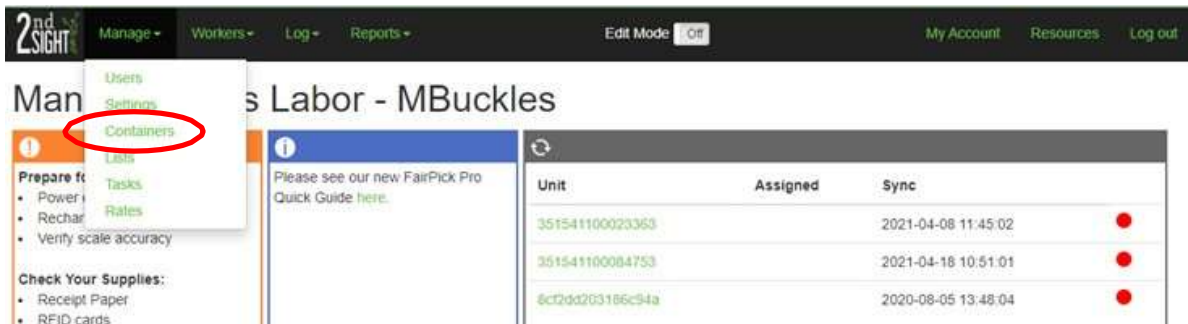 2nd SIGHT Manage Workers Log Reports Edit Mode Off My Account Resources Log out
Users
Settings
Containers
Lists
Tasks
Rates
Man s Labor - MBuckles
Prepare fo
• Power
• Rechar
• Verify scale accuracy
Check Your Supplies:
• Receipt Paper
• RFID cards
Please see our new FairPick Pro
Quick Guide here.
Unit Assigned Sync
351541100023363 2021-04-08 11:45:02
351541100084753 2021-04-18 10:51:01
6cf2dd203186c94a 2020-08-05 13:48:04